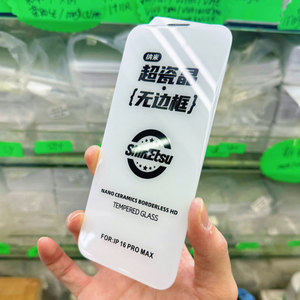 纳米
超瓷晶
{无边框}
ShiKEtsu
NANO CERAMICS BORDERLESS HD
TEMPERED GLASS
FOR:IP 16 PRO MAX